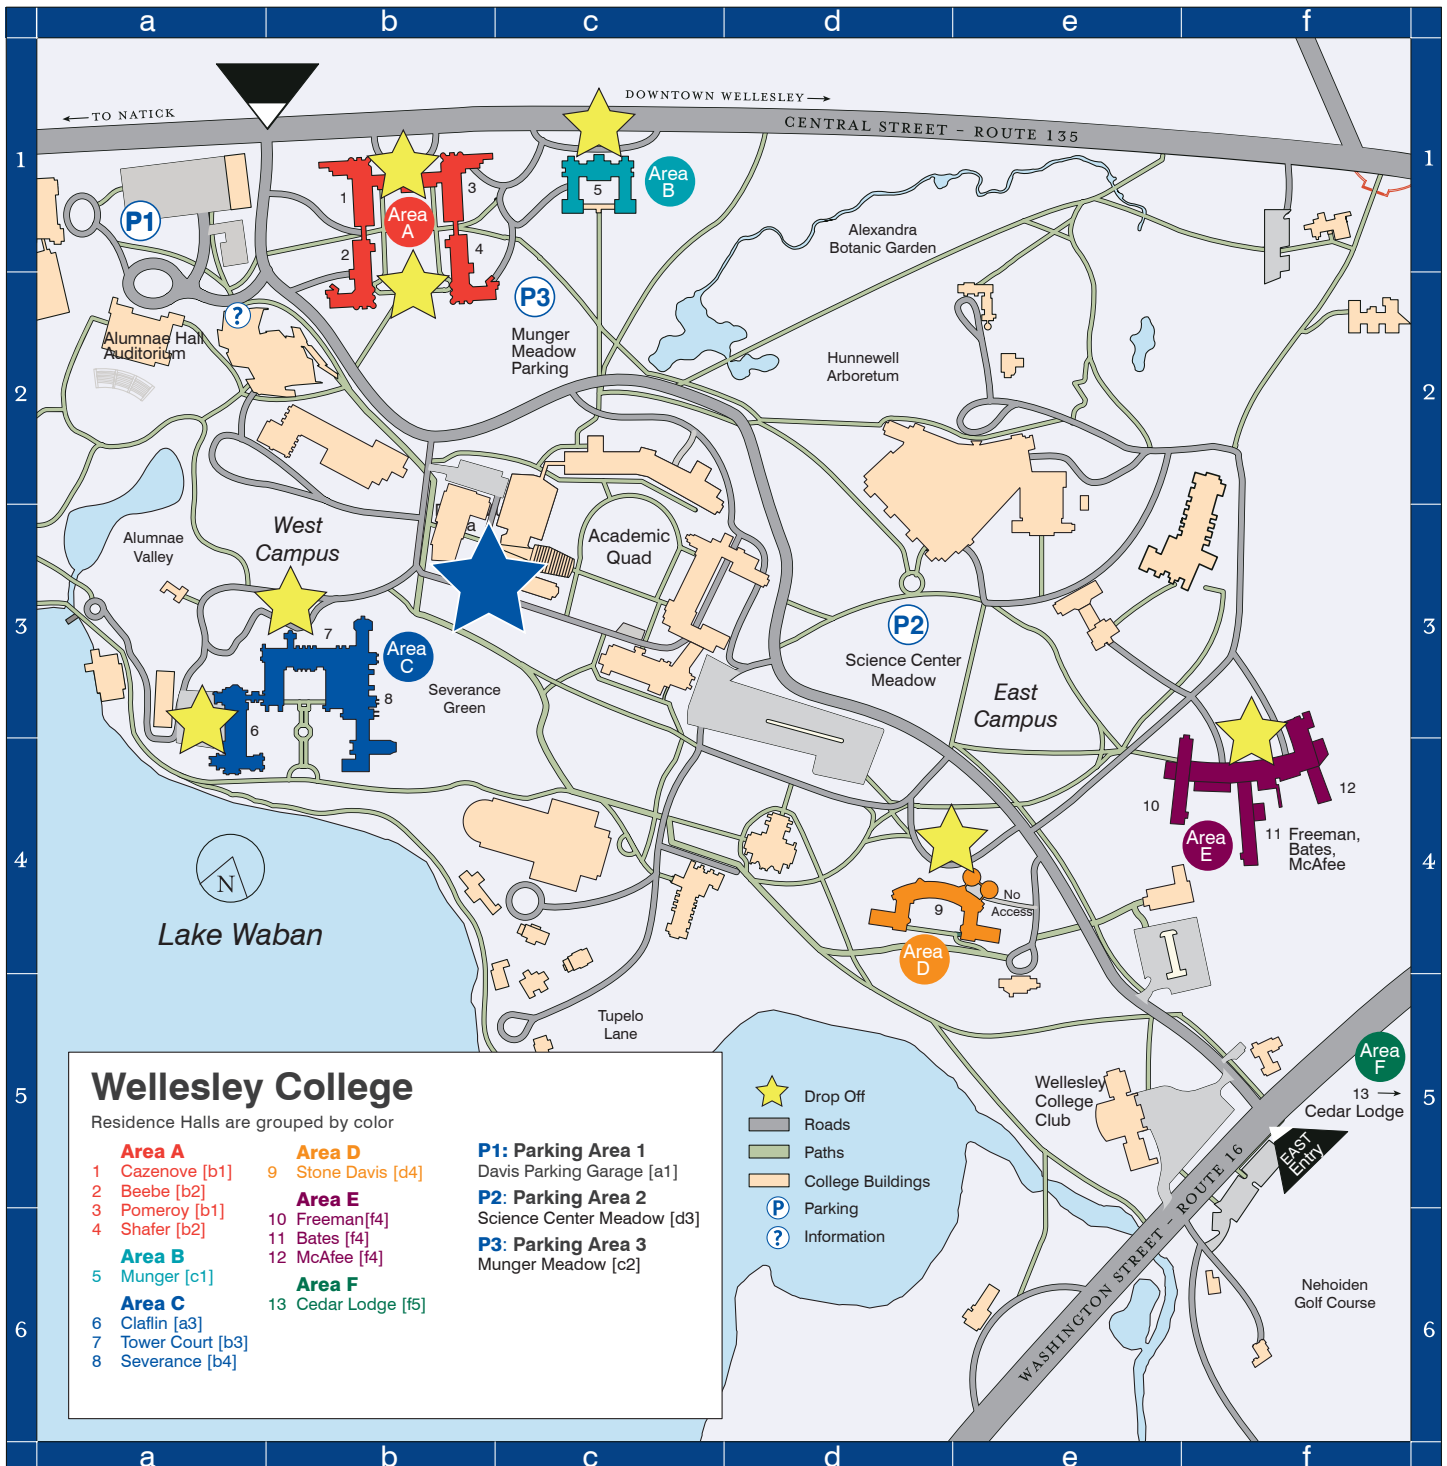 a b c d e f
1 1
2 2
3 3
4 4
5 5
6 6
← TO NATICK
DOWNTOWN WELLESLEY →
CENTRAL STREET – ROUTE 135
P1
1
2
3
4
Area
A
5
Area
B
Alexandra
Botanic Garden
P3
Munger
Meadow
Parking
?
Alumnae Hall
Auditorium
Hunnewell
Arboretum
West
Campus
Alumnae
Valley
a
Academic
Quad
P2
Science Center
Meadow
East
Campus
7
Area
C
8
6
Severance
Green
10
11
12
Area
E
Freeman,
Bates,
McAfee
N
Lake Waban
9
No
Access
Area
D
Tupelo
Lane
Area
F
13 →
Cedar Lodge
EAST
Entry
Wellesley
College
Club
WASHINGTON STREET – ROUTE 16
Nehoiden
Golf Course
Wellesley College
Residence Halls are grouped by color
Area A
1 Cazenove [b1]
2 Beebe [b2]
3 Pomeroy [b1]
4 Shafer [b2]
Area B
5 Munger [c1]
Area C
6 Claflin [a3]
7 Tower Court [b3]
8 Severance [b4]
Area D
9 Stone Davis [d4]
Area E
10 Freeman[f4]
11 Bates [f4]
12 McAfee [f4]
Area F
13 Cedar Lodge [f5]
P1: Parking Area 1
Davis Parking Garage [a1]
P2: Parking Area 2
Science Center Meadow [d3]
P3: Parking Area 3
Munger Meadow [c2]
Drop Off
Roads
Paths
College Buildings
P Parking
? Information
a b c d e f